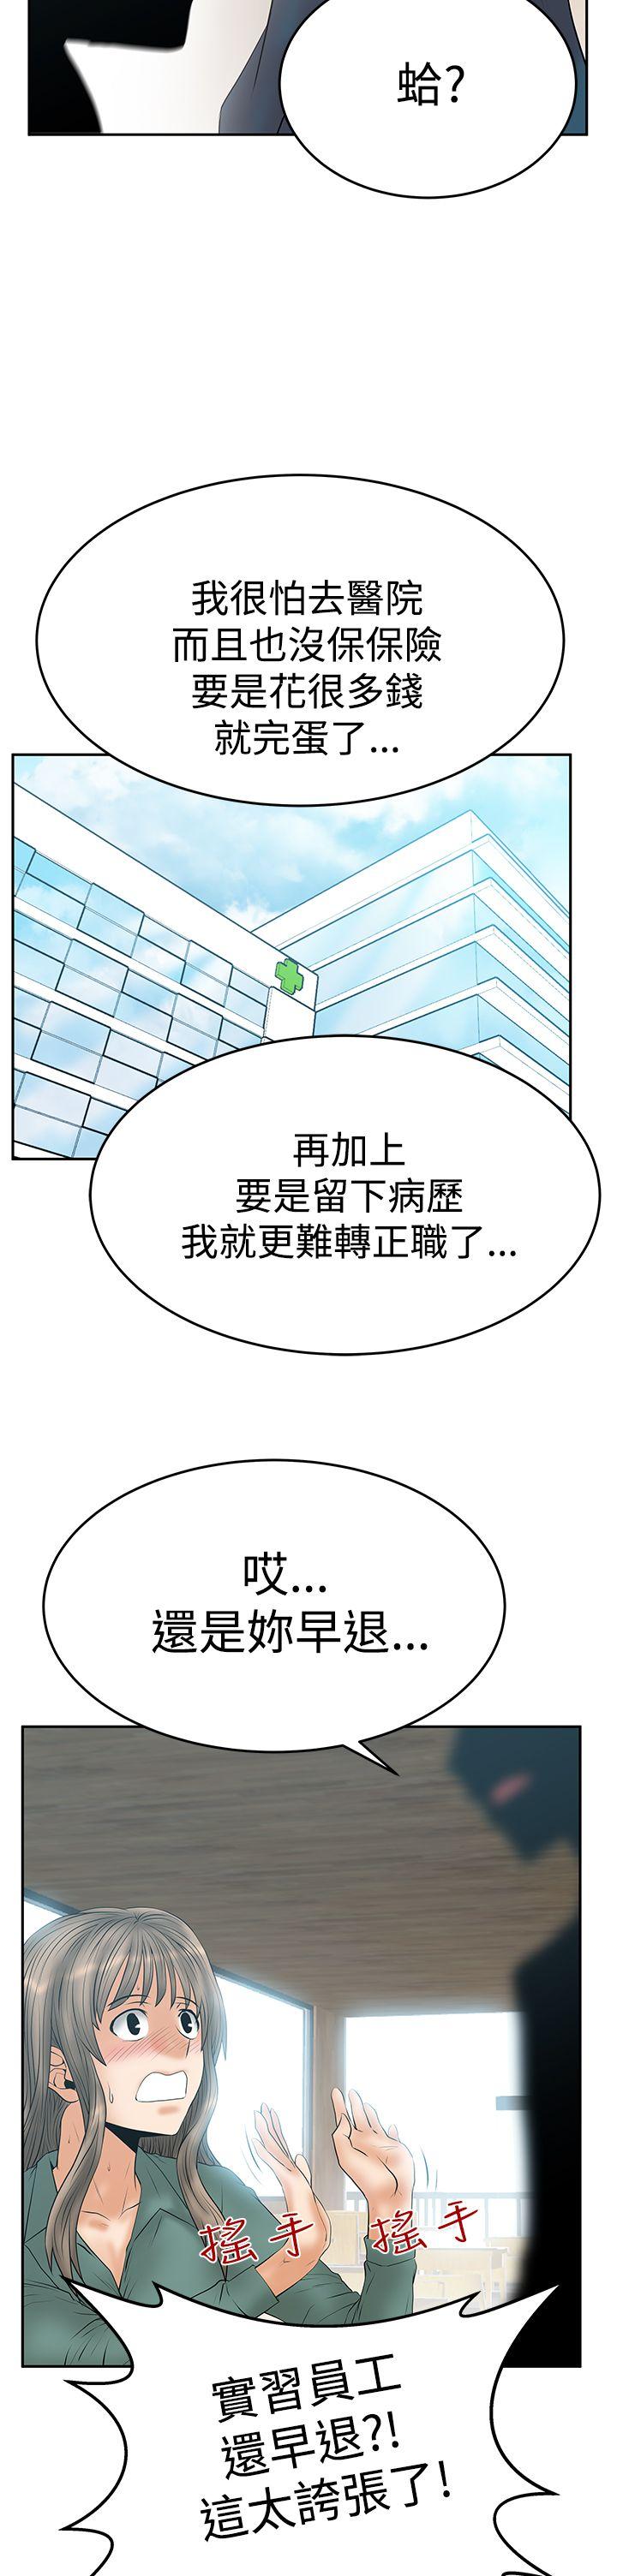 蛤?
我很怕去醫院
而且也沒保保險
要是花很多錢
就完蛋了...
再加上
要是留下病歷
我就更難轉正職了...
哎...
還是妳早退...
搖手 搖手
實習員工
還早退?!
這太誇張了!